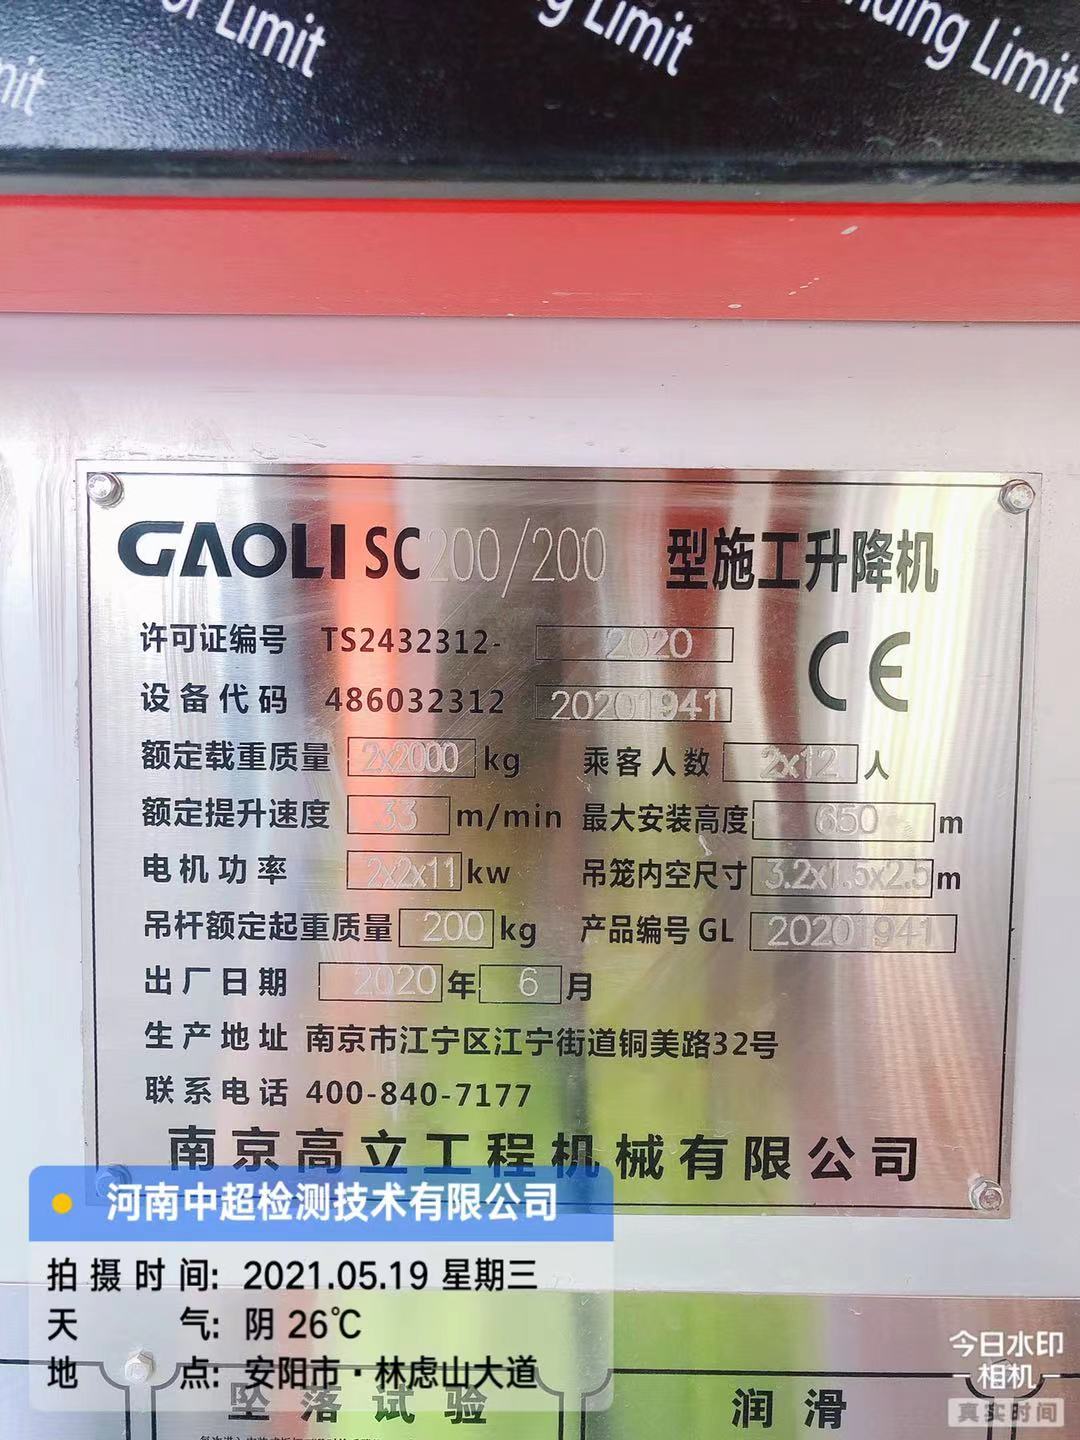 ol Limit
ng Limit
nding Limit
mit
GAOLI SC200/200 型施工升降机
许可证编号 TS2432312- 2020
CE
设备代码 486032312 20201941
额定载重质量 2x2000 kg 乘客人数 2x12 人
额定提升速度 33 m/min 最大安装高度 650 m
电机功率 2x2x11 kw 吊笼内空尺寸 3.2x1.5x2.5 m
吊杆额定起重质量 200 kg 产品编号 GL 20201941
出厂日期 2020 年 6 月
生产地址 南京市江宁区江宁街道铜美路32号
联系电话 400-840-7177
南京高立工程机械有限公司
河南中超检测技术有限公司
拍摄时间: 2021.05.19 星期三
天气: 阴 26℃
地点: 安阳市·林虑山大道
坠落试验 润滑
今日水印
相机
真实时间